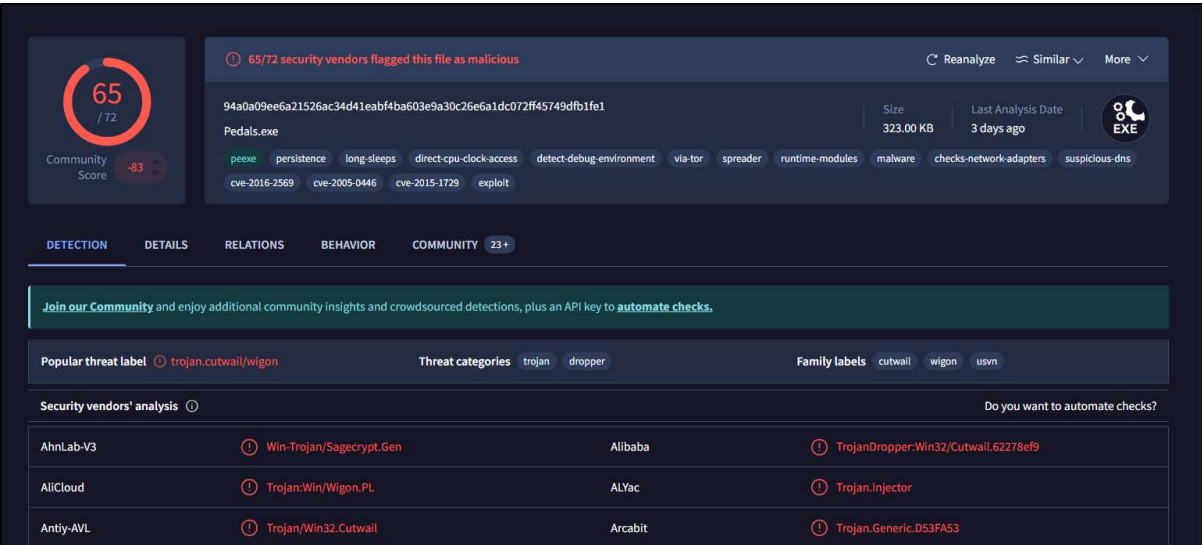 65
/ 72
Community Score -83
65/72 security vendors flagged this file as malicious
Reanalyze Similar More
94a0a09ee6a21526ac34d41eabf4ba603e9a30c26e6a1dc072ff45749dfb1fe1
Pedals.exe
Size
323.00 KB
Last Analysis Date
3 days ago
EXE
peexe persistence long-sleeps direct-cpu-clock-access detect-debug-environment via-tor spreader runtime-modules malware checks-network-adapters suspicious-dns
cve-2016-2569 cve-2005-0446 cve-2015-1729 exploit
DETECTION DETAILS RELATIONS BEHAVIOR COMMUNITY 23+
Join our Community and enjoy additional community insights and crowdsourced detections, plus an API key to automate checks.
Popular threat label trojan.cutwail/wigon Threat categories trojan dropper Family labels cutwail wigon usvn
Security vendors' analysis Do you want to automate checks?
AhnLab-V3 Win-Trojan/Sagecrypt.Gen Alibaba TrojanDropper:Win32/Cutwail.62278ef9
AliCloud Trojan:Win/Wigon.PL ALYac Trojan.Injector
Antiy-AVL Trojan/Win32.Cutwail Arcabit Trojan.Generic.D53FA53